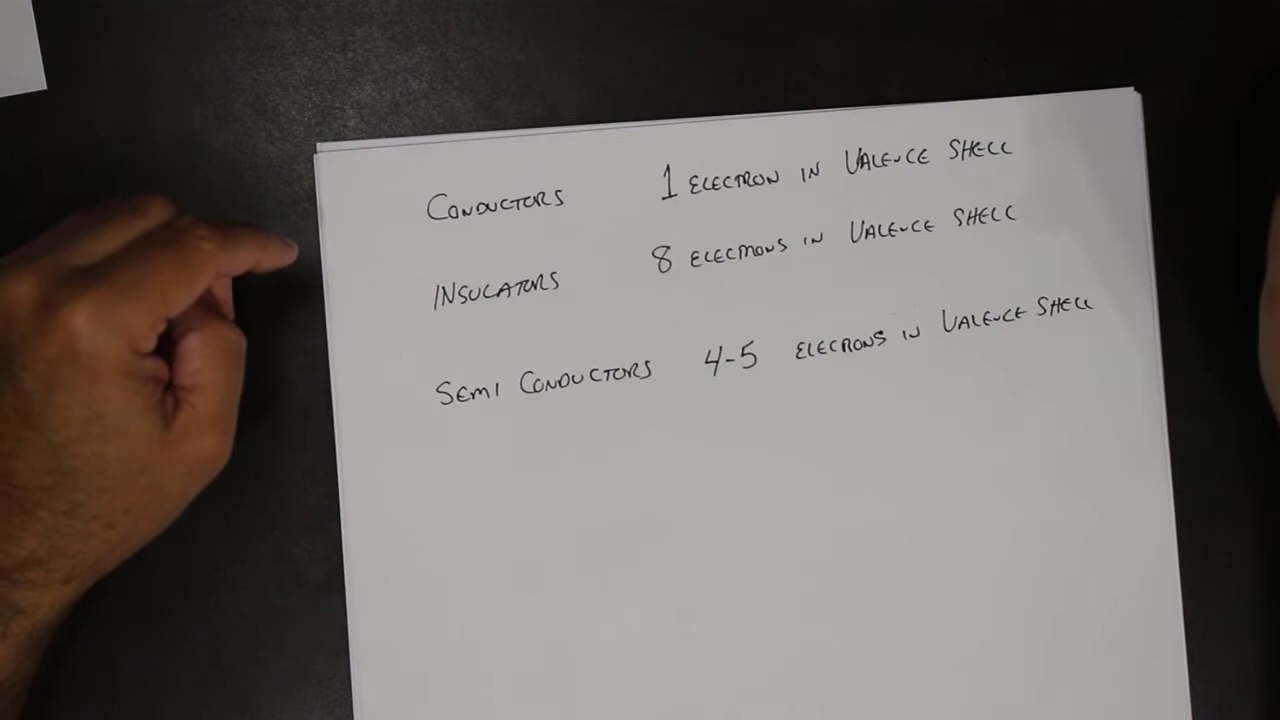 CONDUCTORS 1 ELECTRON IN VALENCE SHELL
INSULATORS 8 ELECTRONS IN VALENCE SHELL
SEMI CONDUCTORS 4-5 ELECRONS IN VALENCE SHELL